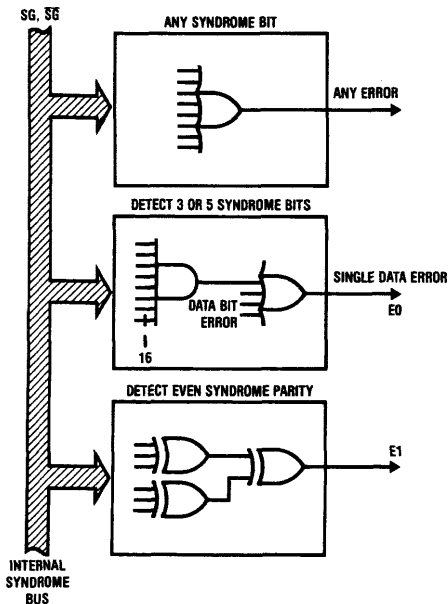 SG, S̅G̅
ANY SYNDROME BIT
ANY ERROR
DETECT 3 OR 5 SYNDROME BITS
SINGLE DATA ERROR
E0
DATA BIT
ERROR
16
DETECT EVEN SYNDROME PARITY
E1
INTERNAL
SYNDROME
BUS